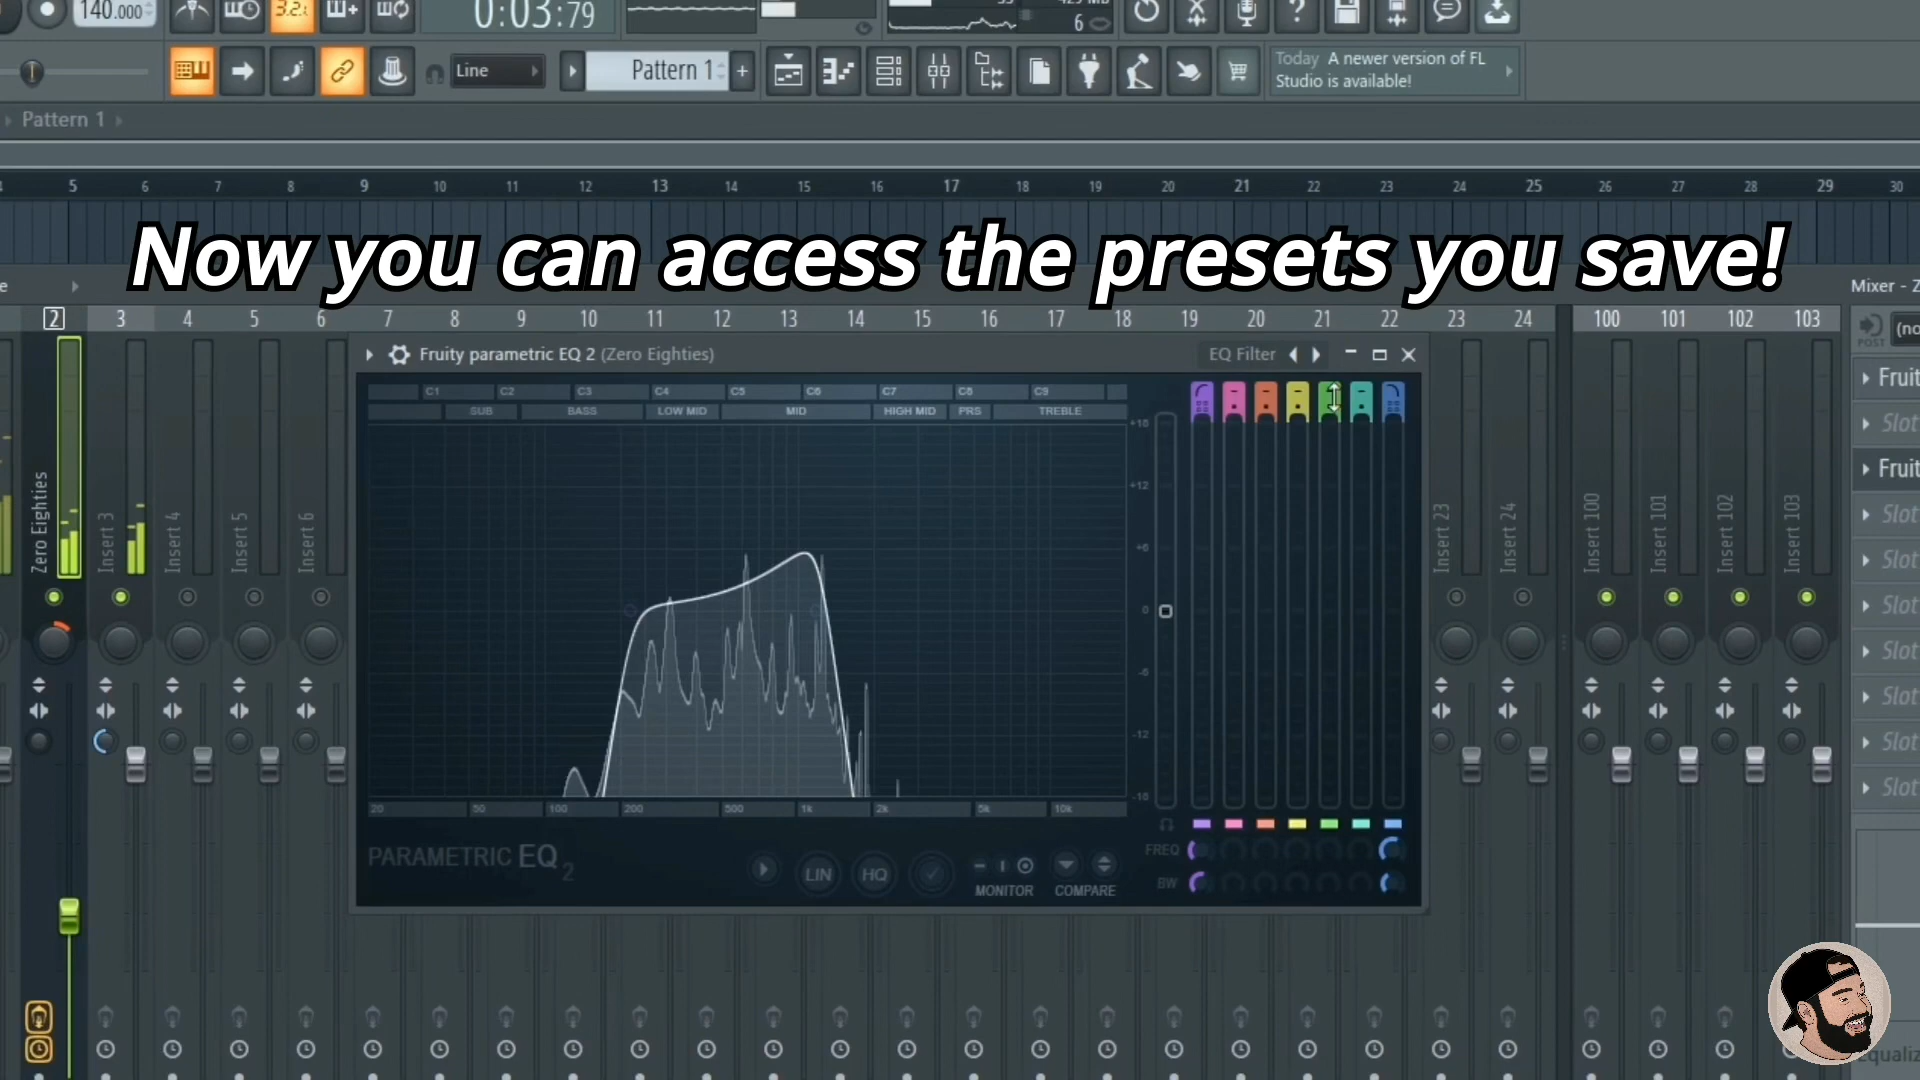 140.000
3.2.
0:03:79
6
Line
Pattern 1
+
Today A newer version of FL
Studio is available!
Pattern 1
5 6 7 8 9 10 11 12 13 14 15 16 17 18 19 20 21 22 23 24 25 26 27 28 29 30
Now you can access the presets you save!
Mixer - Z
2 3 4 5 6 7 8 9 10 11 12 13 14 15 16 17 18 19 20 21 22 23 24 100 101 102 103
(no
POST
Fruity parametric EQ 2 (Zero Eighties)
EQ Filter
Fruit
C1 C2 C3 C4 C5 C6 C7 C8 C9
SUB BASS LOW MID MID HIGH MID PRS TREBLE
+18
Slot
Fruit
+12
Zero Eighties
Insert 3
Insert 4
Insert 5
Insert 6
Insert 23
Insert 24
Insert 100
Insert 101
Insert 102
Insert 103
Slot
+6
Slot
0
Slot
Slot
-6
Slot
-12
Slot
Slot
-18
20 50 100 200 500 1k 2k 5k 10k
PARAMETRIC EQ 2
LIN
HQ
MONITOR
COMPARE
FREQ
BW
Equaliz